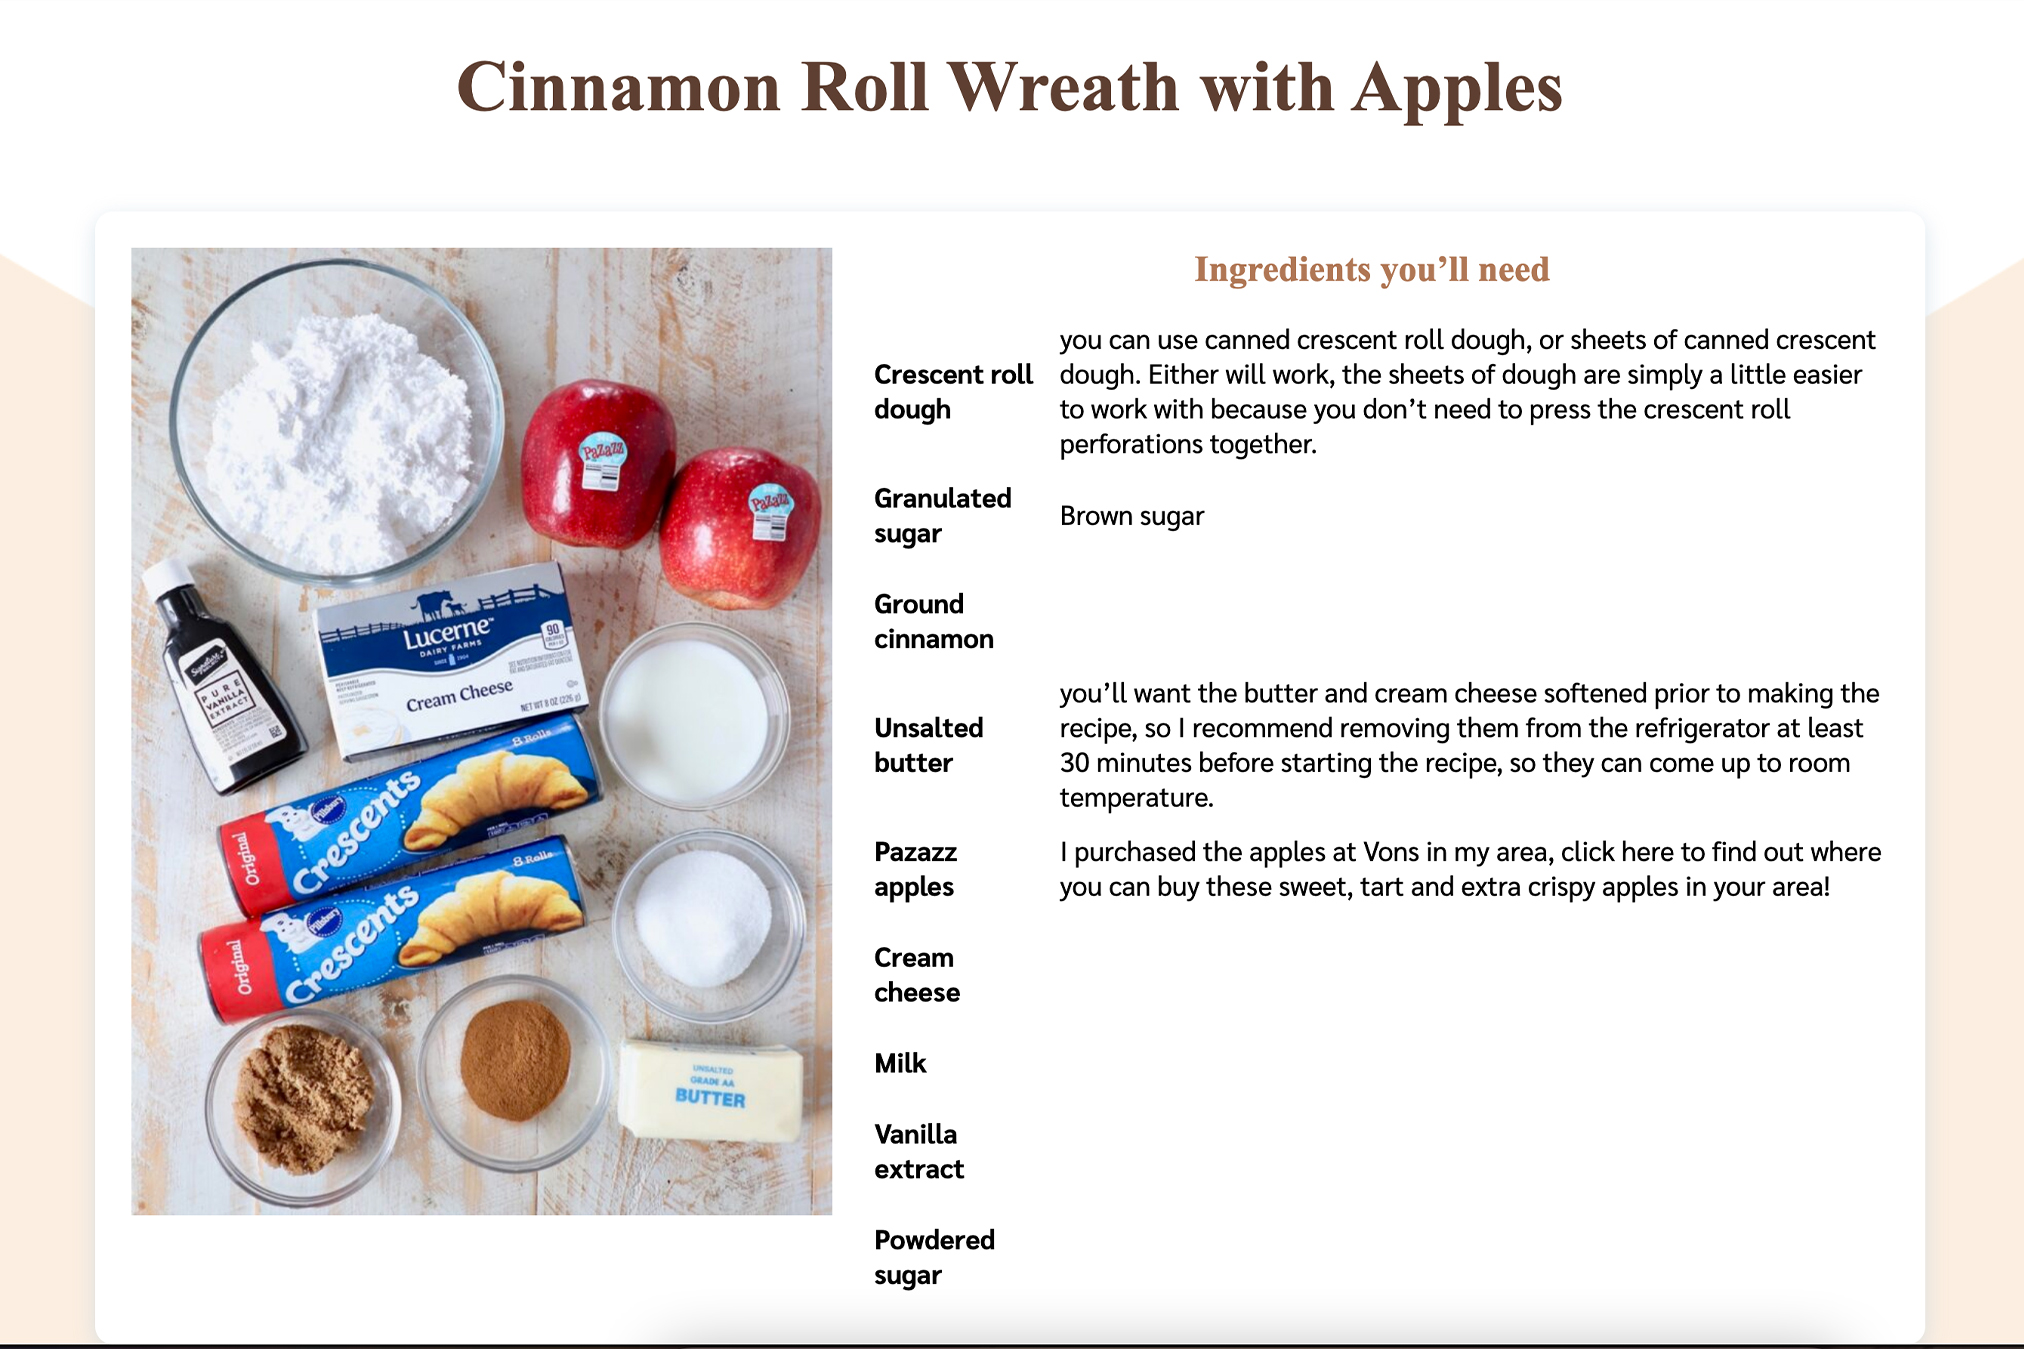 Cinnamon Roll Wreath with Apples
Ingredients you’ll need
Crescent roll
dough
you can use canned crescent roll dough, or sheets of canned crescent
dough. Either will work, the sheets of dough are simply a little easier
to work with because you don’t need to press the crescent roll
perforations together.
Granulated
sugar
Brown sugar
Ground
cinnamon
Unsalted
butter
you’ll want the butter and cream cheese softened prior to making the
recipe, so I recommend removing them from the refrigerator at least
30 minutes before starting the recipe, so they can come up to room
temperature.
Pazazz
apples
I purchased the apples at Vons in my area, click here to find out where
you can buy these sweet, tart and extra crispy apples in your area!
Cream
cheese
Milk
Vanilla
extract
Powdered
sugar
PaZazz
PaZazz
Lucerne™
DAIRY FARMS
SINCE 1904
90
CALORIES
Cream Cheese
NET WT 8 OZ (226 g)
Signature
PURE
VANILLA
EXTRACT
8 Rolls
Pillsbury
Original
Crescents
8 Rolls
Pillsbury
Original
Crescents
UNSALTED
GRADE AA
BUTTER